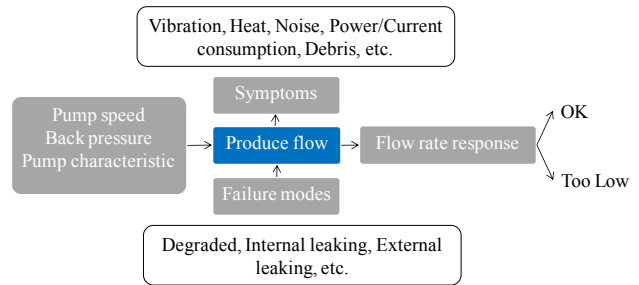 Vibration, Heat, Noise, Power/Current
consumption, Debris, etc.
Symptoms
Pump speed
Back pressure
Pump characteristic
Produce flow
Flow rate response
OK
Too Low
Failure modes
Degraded, Internal leaking, External
leaking, etc.